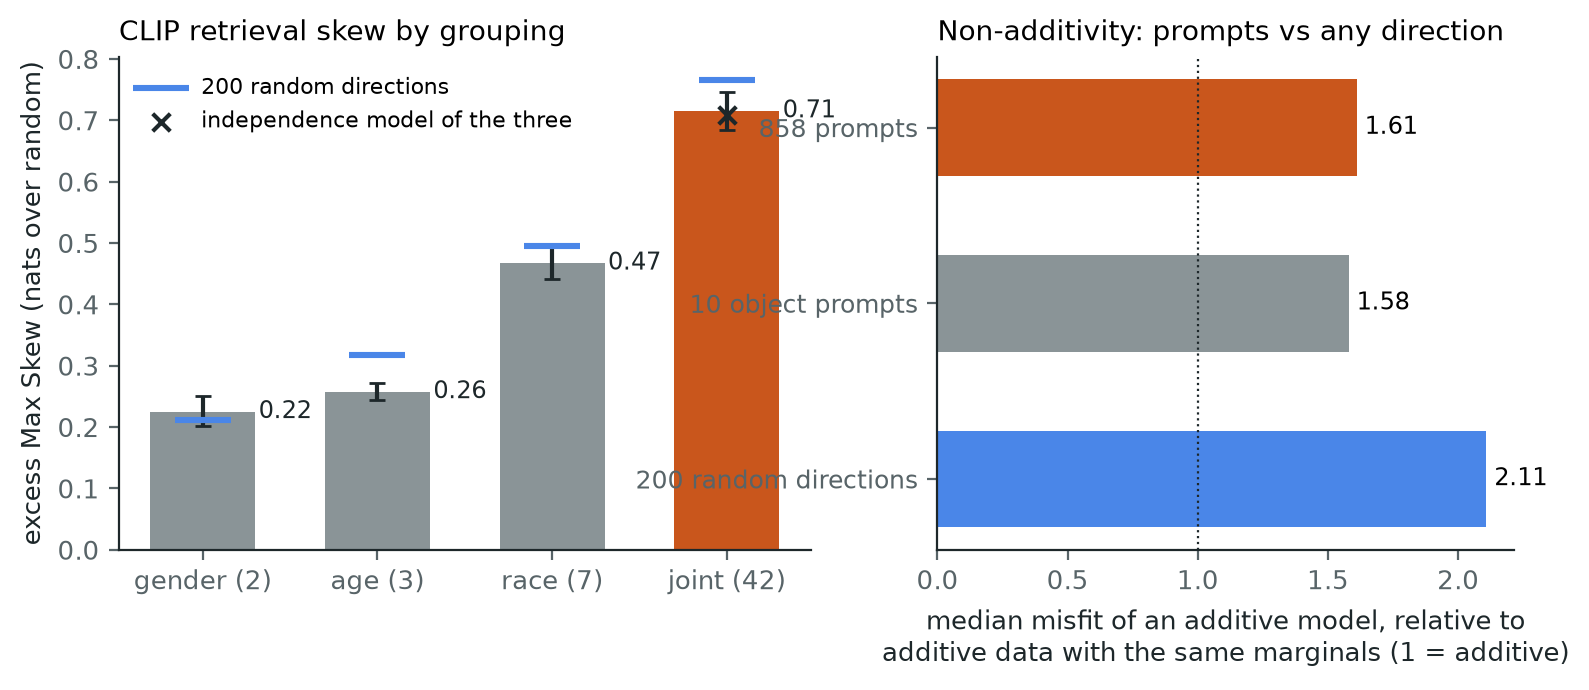 CLIP retrieval skew by grouping
excess Max Skew (nats over random)
0.8
0.7
0.6
0.5
0.4
0.3
0.2
0.1
0.0
200 random directions
independence model of the three
0.22
0.26
0.47
0.71
gender (2)
age (3)
race (7)
joint (42)
Non-additivity: prompts vs any direction
858 prompts
10 object prompts
200 random directions
1.61
1.58
2.11
0.0
0.5
1.0
1.5
2.0
median misfit of an additive model, relative to
additive data with the same marginals (1 = additive)